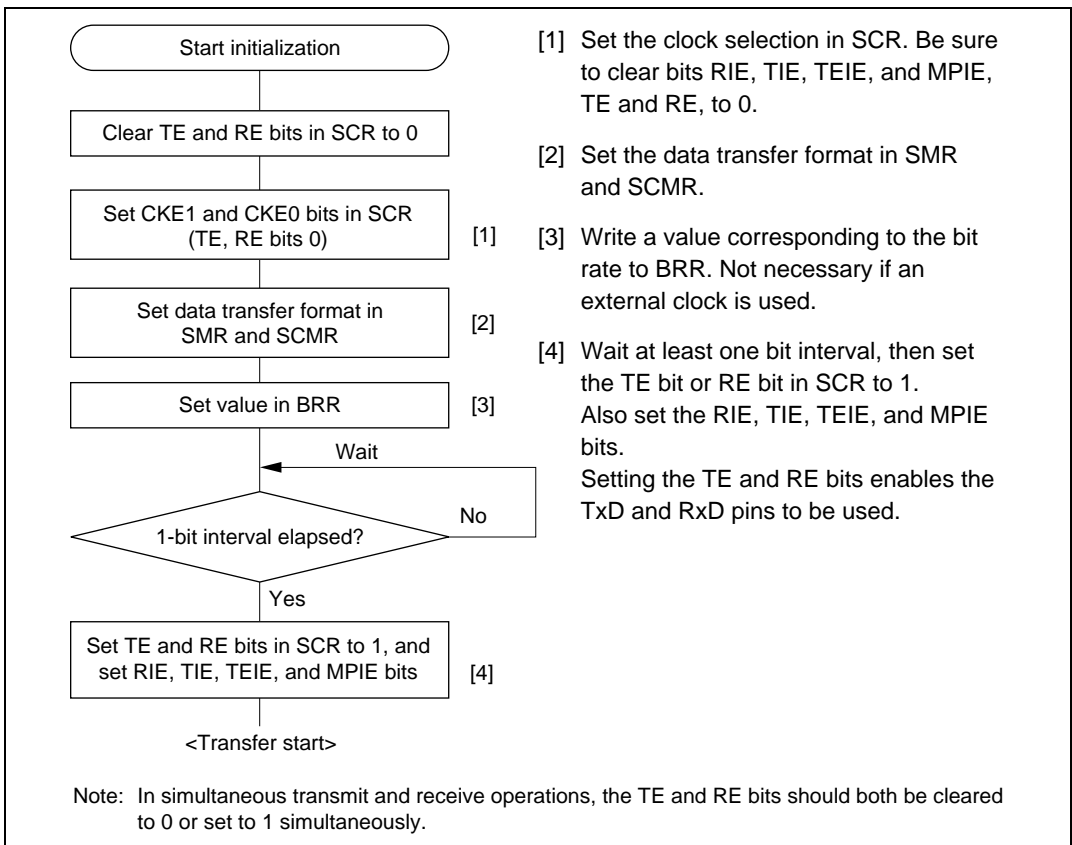 Start initialization
Clear TE and RE bits in SCR to 0
Set CKE1 and CKE0 bits in SCR
(TE, RE bits 0)
[1]
Set data transfer format in
SMR and SCMR
[2]
Set value in BRR
[3]
Wait
1-bit interval elapsed?
No
Yes
Set TE and RE bits in SCR to 1, and
set RIE, TIE, TEIE, and MPIE bits
[4]
<Transfer start>
[1] Set the clock selection in SCR. Be sure
to clear bits RIE, TIE, TEIE, and MPIE,
TE and RE, to 0.
[2] Set the data transfer format in SMR
and SCMR.
[3] Write a value corresponding to the bit
rate to BRR. Not necessary if an
external clock is used.
[4] Wait at least one bit interval, then set
the TE bit or RE bit in SCR to 1.
Also set the RIE, TIE, TEIE, and MPIE
bits.
Setting the TE and RE bits enables the
TxD and RxD pins to be used.
Note: In simultaneous transmit and receive operations, the TE and RE bits should both be cleared
to 0 or set to 1 simultaneously.